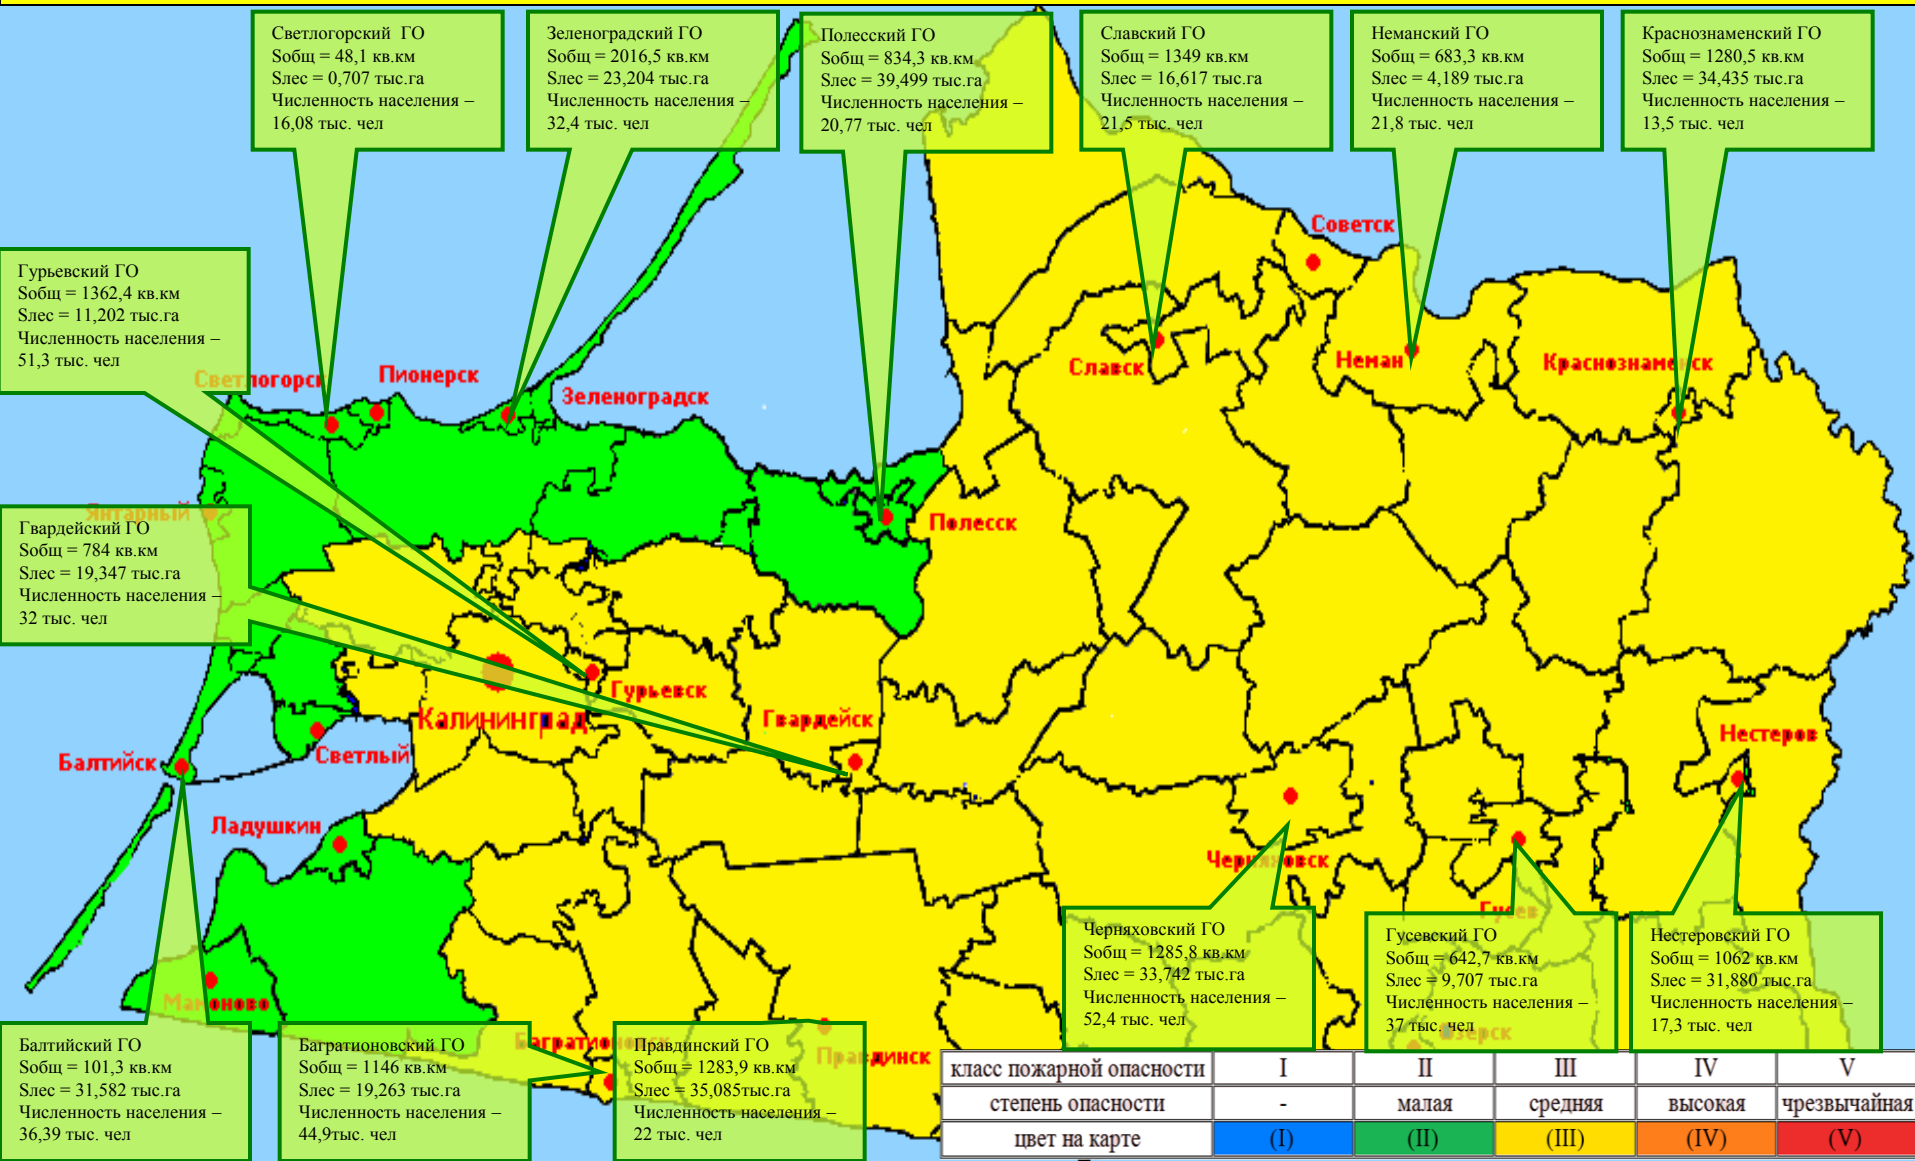 Светлогорский ГО
Sобщ = 48,1 кв.км
Sлес = 0,707 тыс.га
Численность населения –
16,08 тыс. чел
Зеленоградский ГО
Sобщ = 2016,5 кв.км
Sлес = 23,204 тыс.га
Численность населения –
32,4 тыс. чел
Полесский ГО
Sобщ = 834,3 кв.км
Sлес = 39,499 тыс.га
Численность населения –
20,77 тыс. чел
Славский ГО
Sобщ = 1349 кв.км
Sлес = 16,617 тыс.га
Численность населения –
21,5 тыс. чел
Неманский ГО
Sобщ = 683,3 кв.км
Sлес = 4,189 тыс.га
Численность населения –
21,8 тыс. чел
Краснознаменский ГО
Sобщ = 1280,5 кв.км
Sлес = 34,435 тыс.га
Численность населения –
13,5 тыс. чел
Гурьевский ГО
Sобщ = 1362,4 кв.км
Sлес = 11,202 тыс.га
Численность населения –
51,3 тыс. чел
Советск
Славск
Неман
Краснознаменск
Светлогорск
Пионерск
Зеленоградск
Янтарный
Полесск
Гвардейский ГО
Sобщ = 784 кв.км
Sлес = 19,347 тыс.га
Численность населения –
32 тыс. чел
Гурьевск
Калининград
Гвардейск
Нестеров
Балтийск
Светлый
Ладушкин
Черняховск
Гусев
Мамоново
Багратионовск
Правдинск
Озерск
Черняховский ГО
Sобщ = 1285,8 кв.км
Sлес = 33,742 тыс.га
Численность населения –
52,4 тыс. чел
Гусевский ГО
Sобщ = 642,7 кв.км
Sлес = 9,707 тыс.га
Численность населения –
37 тыс. чел
Нестеровский ГО
Sобщ = 1062 кв.км
Sлес = 31,880 тыс.га
Численность населения –
17,3 тыс. чел
Балтийский ГО
Sобщ = 101,3 кв.км
Sлес = 31,582 тыс.га
Численность населения –
36,39 тыс. чел
Багратионовский ГО
Sобщ = 1146 кв.км
Sлес = 19,263 тыс.га
Численность населения –
44,9тыс. чел
Правдинский ГО
Sобщ = 1283,9 кв.км
Sлес = 35,085тыс.га
Численность населения –
22 тыс. чел
класс пожарной опасности I II III IV V
степень опасности - малая средняя высокая чрезвычайная
цвет на карте (I) (II) (III) (IV) (V)